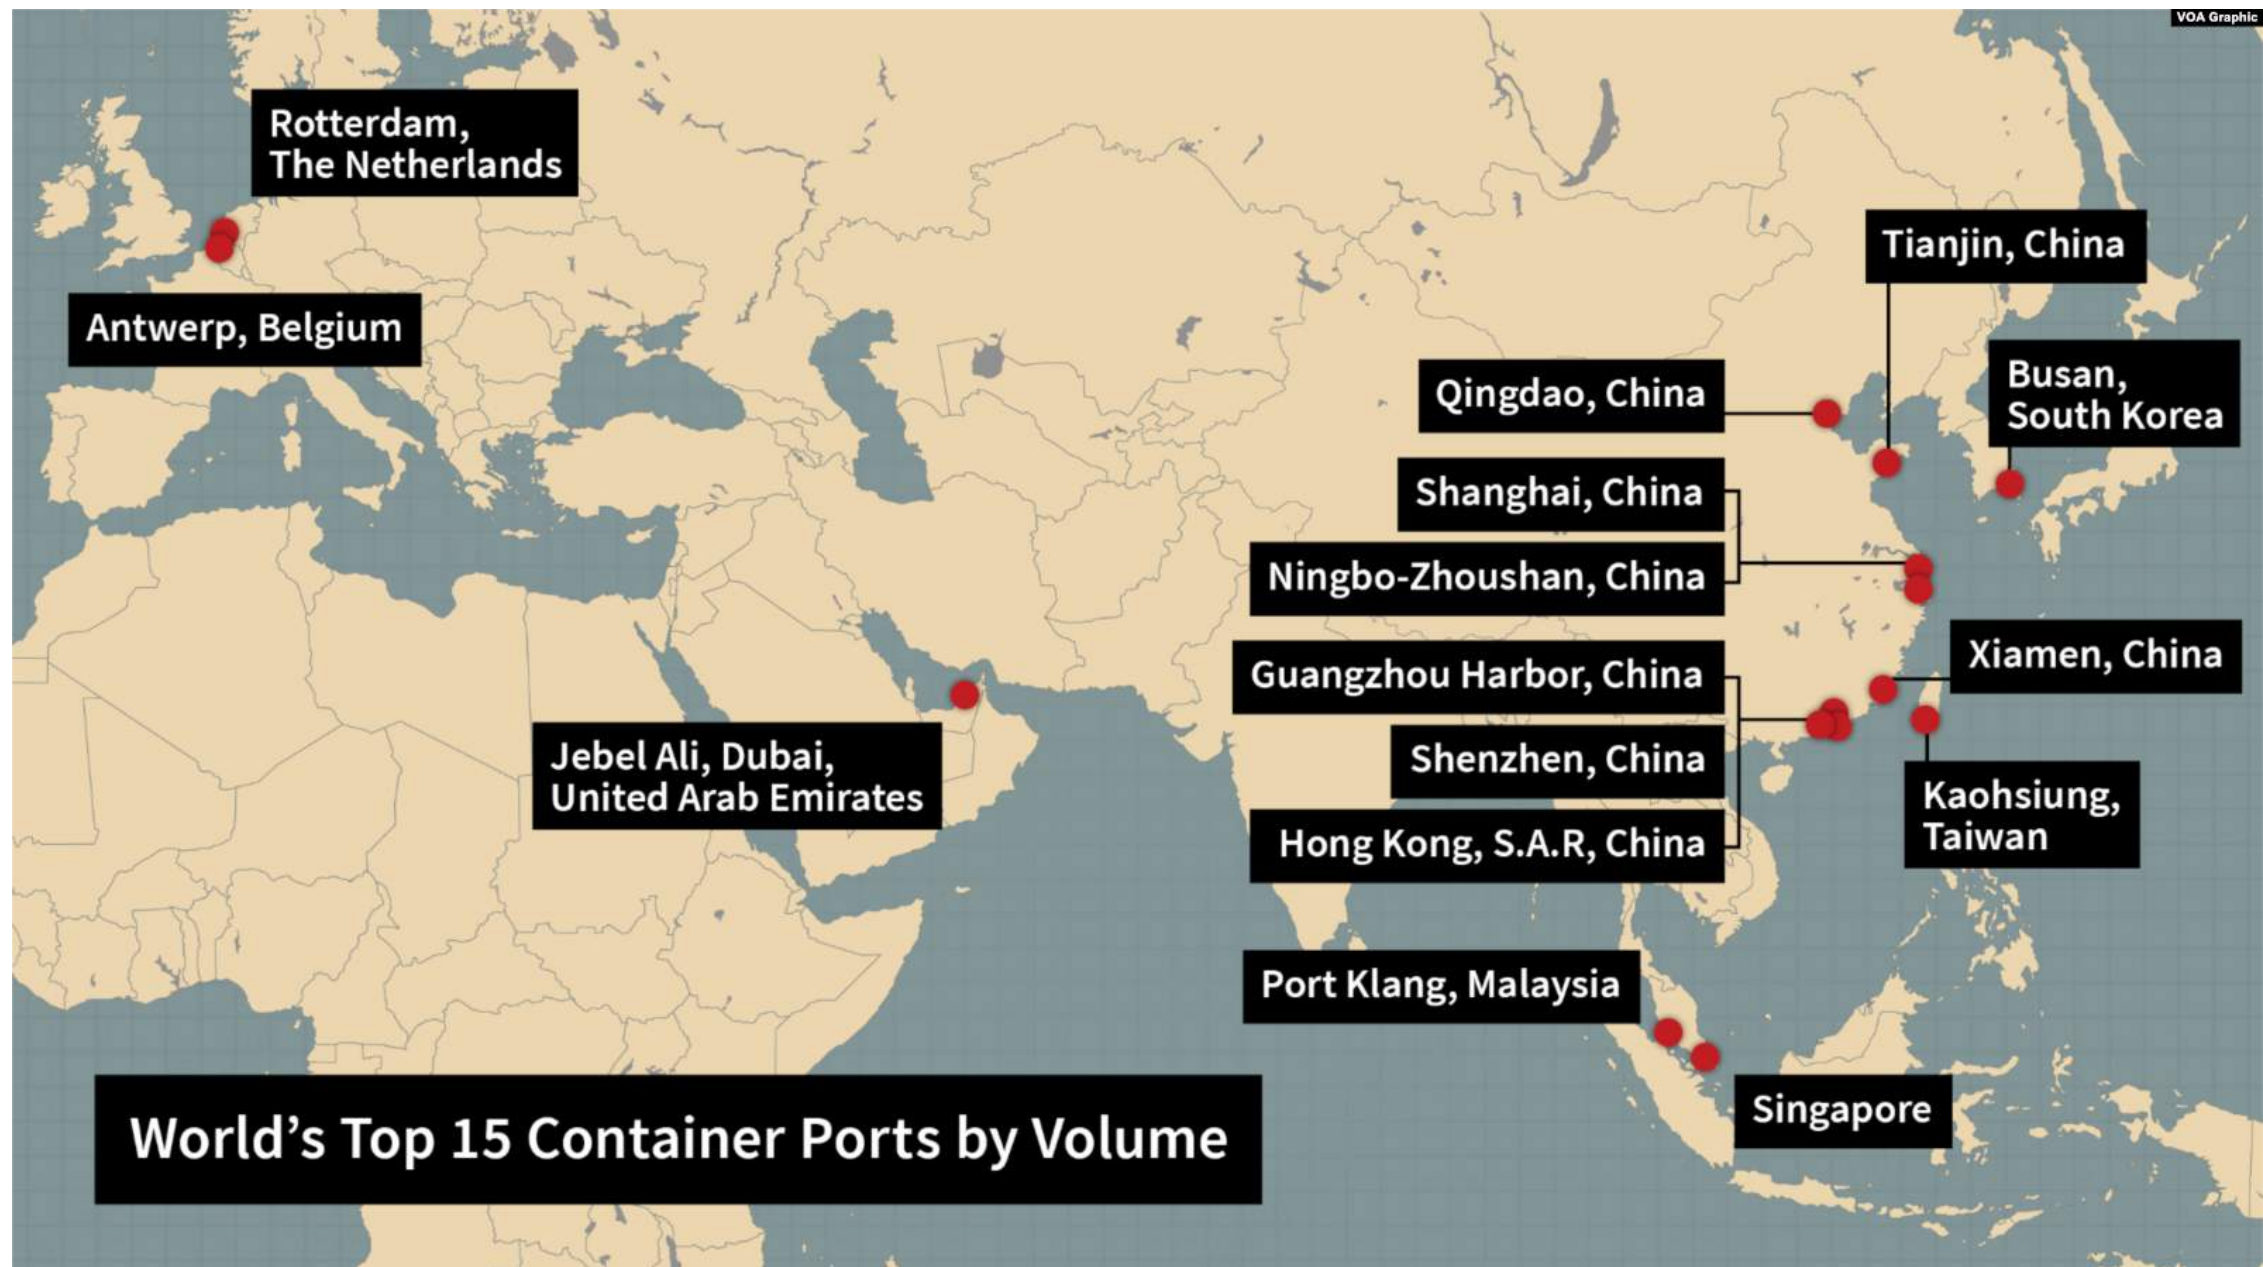 VOA Graphic
Rotterdam,
The Netherlands
Antwerp, Belgium
Tianjin, China
Qingdao, China
Busan,
South Korea
Shanghai, China
Ningbo-Zhoushan, China
Xiamen, China
Guangzhou Harbor, China
Shenzhen, China
Hong Kong, S.A.R, China
Kaohsiung,
Taiwan
Jebel Ali, Dubai,
United Arab Emirates
Port Klang, Malaysia
Singapore
World's Top 15 Container Ports by Volume